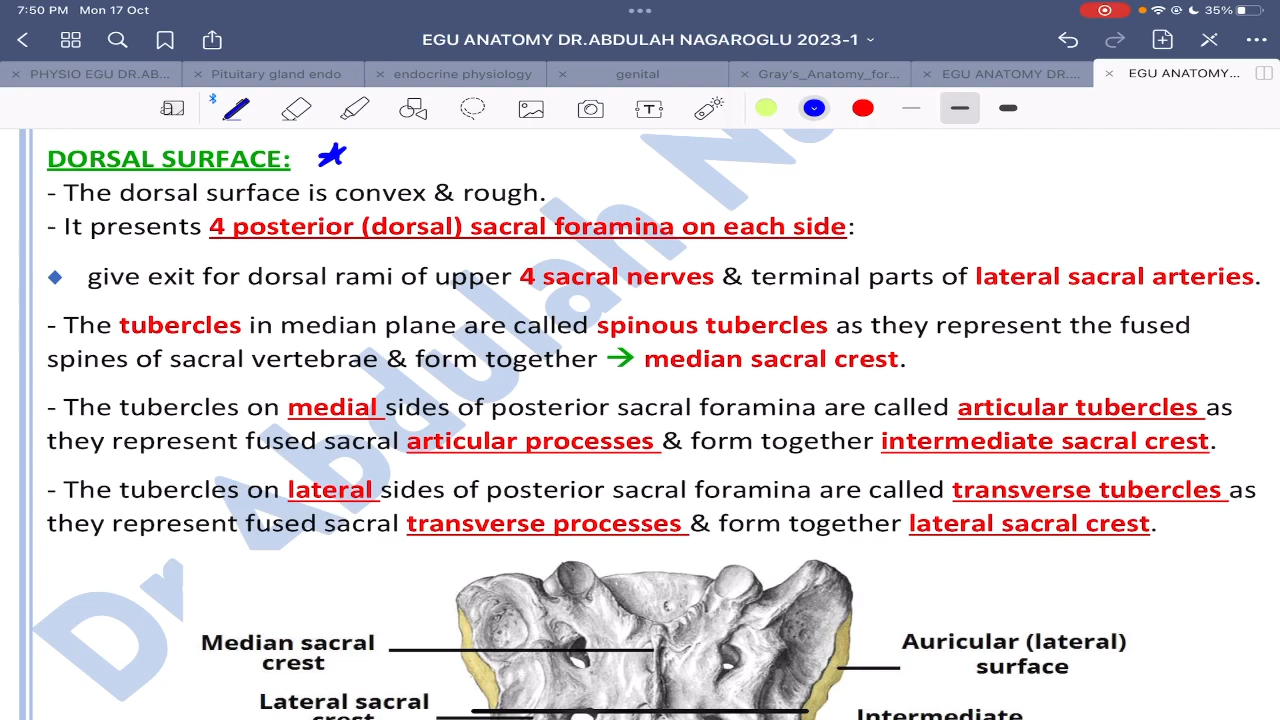 7:50 PM Mon 17 Oct
35%
EGU ANATOMY DR.ABDULAH NAGAROGLU 2023-1
PHYSIO EGU DR.AB...
Pituitary gland endo
endocrine physiology
genital
Gray's_Anatomy_for...
EGU ANATOMY DR....
EGU ANATOMY...
DORSAL SURFACE:
- The dorsal surface is convex & rough.
- It presents 4 posterior (dorsal) sacral foramina on each side:
give exit for dorsal rami of upper 4 sacral nerves & terminal parts of lateral sacral arteries.
- The tubercles in median plane are called spinous tubercles as they represent the fused
spines of sacral vertebrae & form together → median sacral crest.
- The tubercles on medial sides of posterior sacral foramina are called articular tubercles as
they represent fused sacral articular processes & form together intermediate sacral crest.
- The tubercles on lateral sides of posterior sacral foramina are called transverse tubercles as
they represent fused sacral transverse processes & form together lateral sacral crest.
Median sacral
crest
Auricular (lateral)
surface
Lateral sacral
crest
Intermediate
Dr Abdulah Na